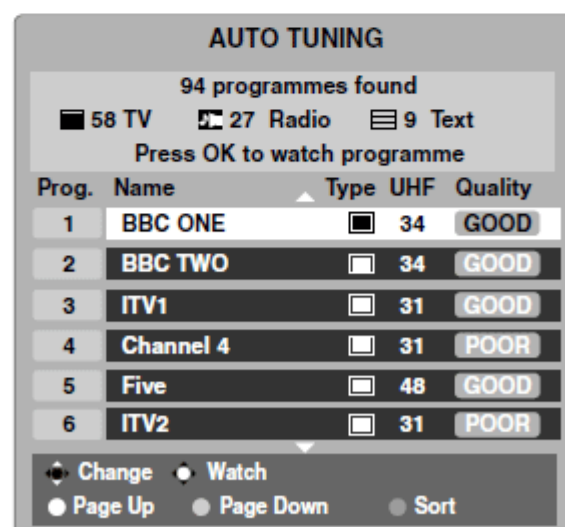 AUTO TUNING
94 programmes found
58 TV 27 Radio 9 Text
Press OK to watch programme
Prog. Name Type UHF Quality
1 BBC ONE 34 GOOD
2 BBC TWO 34 GOOD
3 ITV1 31 GOOD
4 Channel 4 31 POOR
5 Five 48 GOOD
6 ITV2 31 POOR
Change Watch
Page Up Page Down Sort